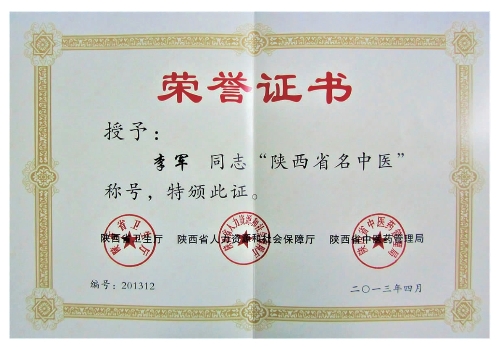 荣誉证书
授予：
李军 同志“陕西省名中医”
称号，特颁此证。
陕西省卫生厅 陕西省人力资源和社会保障厅 陕西省中医药管理局
编号：201312 二〇一三年四月